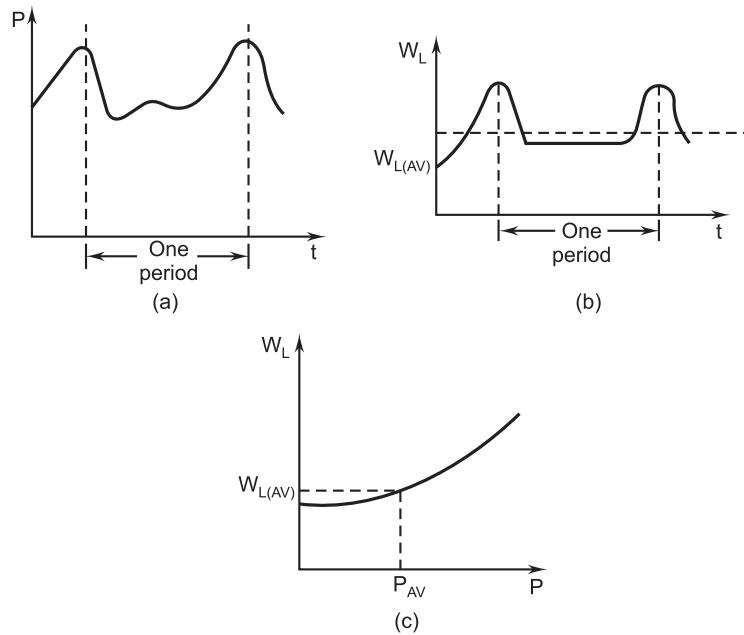 P
t
One
period
(a)
W_L
W_L(AV)
t
One
period
(b)
W_L
W_L(AV)
P_AV
P
(c)